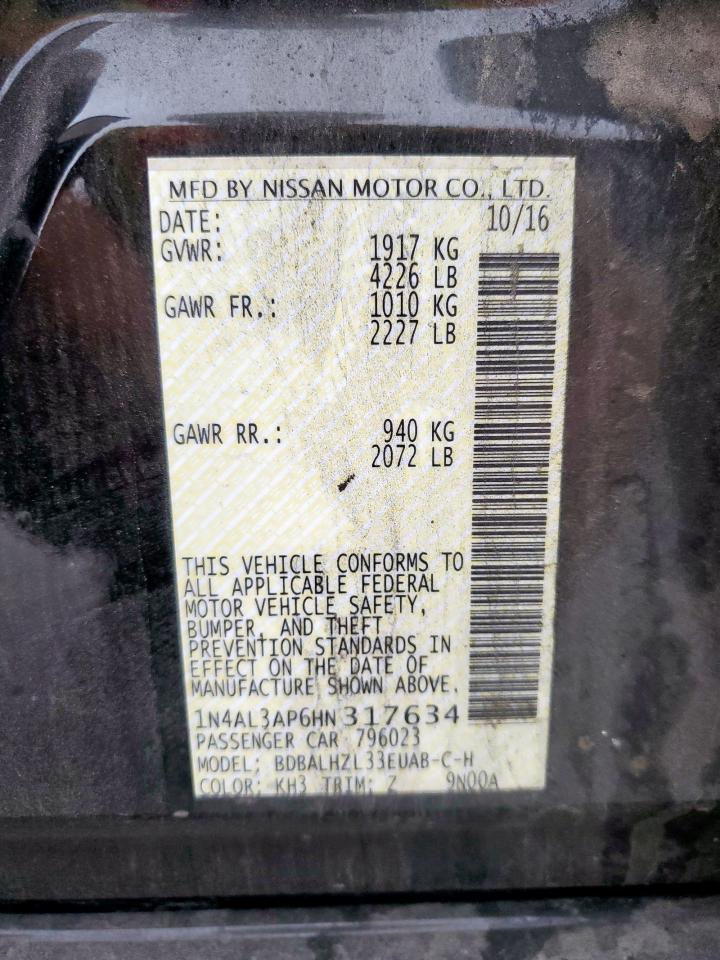 MFD BY NISSAN MOTOR CO., LTD.
DATE: 10/16
GVWR: 1917 KG
4226 LB
GAWR FR.: 1010 KG
2227 LB
GAWR RR.: 940 KG
2072 LB
THIS VEHICLE CONFORMS TO
ALL APPLICABLE FEDERAL
MOTOR VEHICLE SAFETY,
BUMPER, AND THEFT
PREVENTION STANDARDS IN
EFFECT ON THE DATE OF
MANUFACTURE SHOWN ABOVE.
1N4AL3AP6HN317634
PASSENGER CAR 796023
MODEL: BDBALHZL33EUAB-C-H
COLOR: KH3 TRIM: Z 9N00A